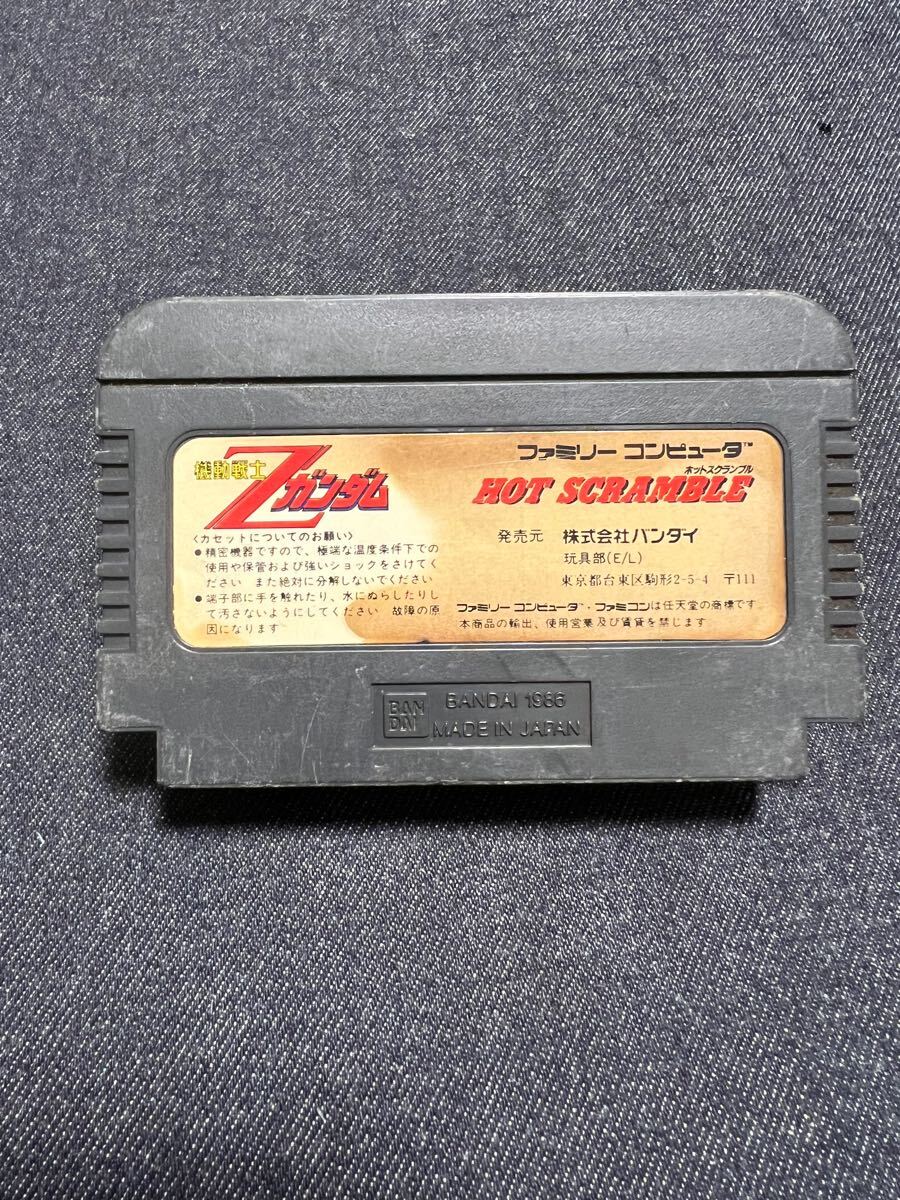 機動戦士
Zガンダム
〈カセットについてのお願い〉
●精密機器ですので、極端な温度条件下での
使用や保管および強いショックをさけてく
ださい　また絶対に分解しないでください
●端子部に手を触れたり、水にぬらしたりし
て汚さないようにしてください　故障の原
因になります
ファミリー コンピュータ™
ホットスクランブル
HOT SCRAMBLE
発売元　株式会社バンダイ
玩具部(E/L)
東京都台東区駒形2-5-4　〒111
ファミリー コンピュータ・ファミコンは任天堂の商標です
本商品の輸出、使用営業及び賃貸を禁じます
BAN
DAI
BANDAI 1986
MADE IN JAPAN